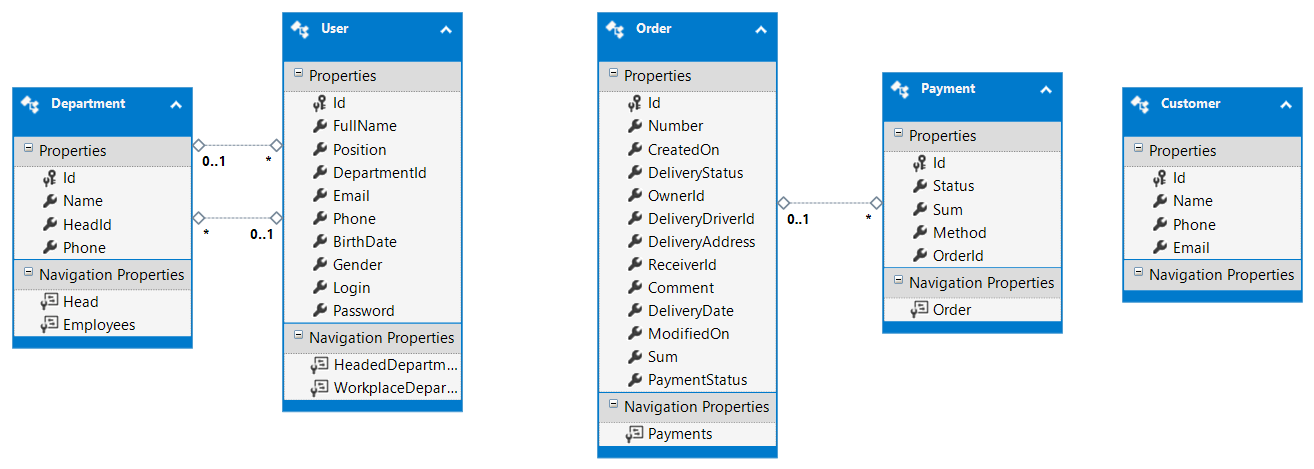 Department
Properties
Id
Name
HeadId
Phone
Navigation Properties
Head
Employees
0..1
*
*
0..1
User
Properties
Id
FullName
Position
DepartmentId
Email
Phone
BirthDate
Gender
Login
Password
Navigation Properties
HeadedDepartm...
WorkplaceDepar...
Order
Properties
Id
Number
CreatedOn
DeliveryStatus
OwnerId
DeliveryDriverId
DeliveryAddress
ReceiverId
Comment
DeliveryDate
ModifiedOn
Sum
PaymentStatus
Navigation Properties
Payments
0..1
*
Payment
Properties
Id
Status
Sum
Method
OrderId
Navigation Properties
Order
Customer
Properties
Id
Name
Phone
Email
Navigation Properties